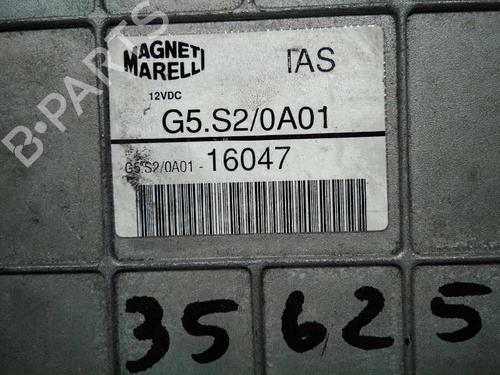 MAGNETI
MARELLI
IAS
12VDC
G5.S2/0A01
G5.S2/0A01 - 16047
35625
B-PARTS